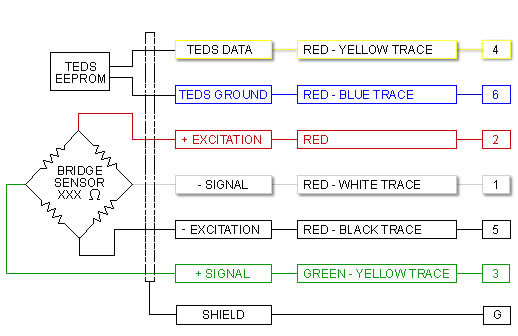 TEDS
EEPROM
TEDS DATA RED - YELLOW TRACE 4
TEDS GROUND RED - BLUE TRACE 6
+ EXCITATION RED 2
BRIDGE
SENSOR
XXX Ω
- SIGNAL RED - WHITE TRACE 1
- EXCITATION RED - BLACK TRACE 5
+ SIGNAL GREEN - YELLOW TRACE 3
SHIELD G